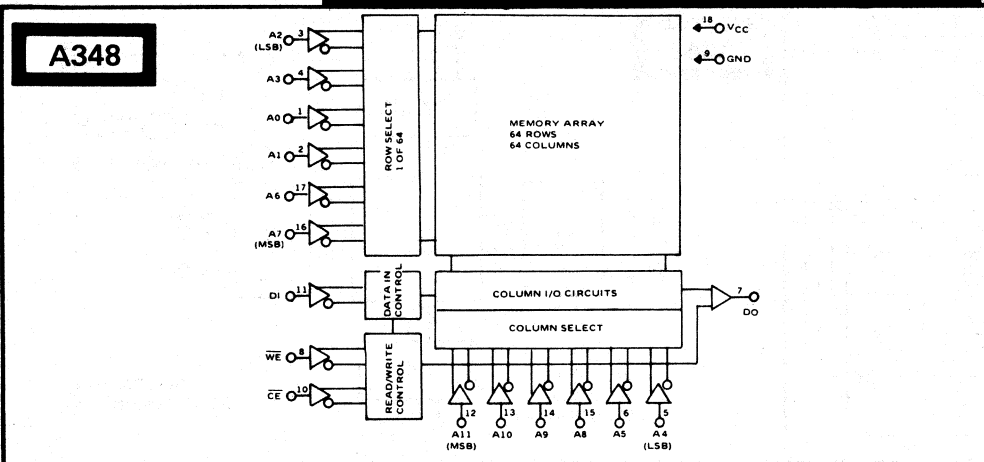 A348
A2 3
(LSB)
A3 4
A0 1
A1 2
A6 17
A7 16
(MSB)
ROW SELECT
1 OF 64
MEMORY ARRAY
64 ROWS
64 COLUMNS
18 VCC
9 GND
DI 11
DATA IN
CONTROL
COLUMN I/O CIRCUITS
COLUMN SELECT
7
DO
WE 8
CE 10
READ/WRITE
CONTROL
12 13 14 15 6 5
A11 A10 A9 A8 A5 A4
(MSB) (LSB)